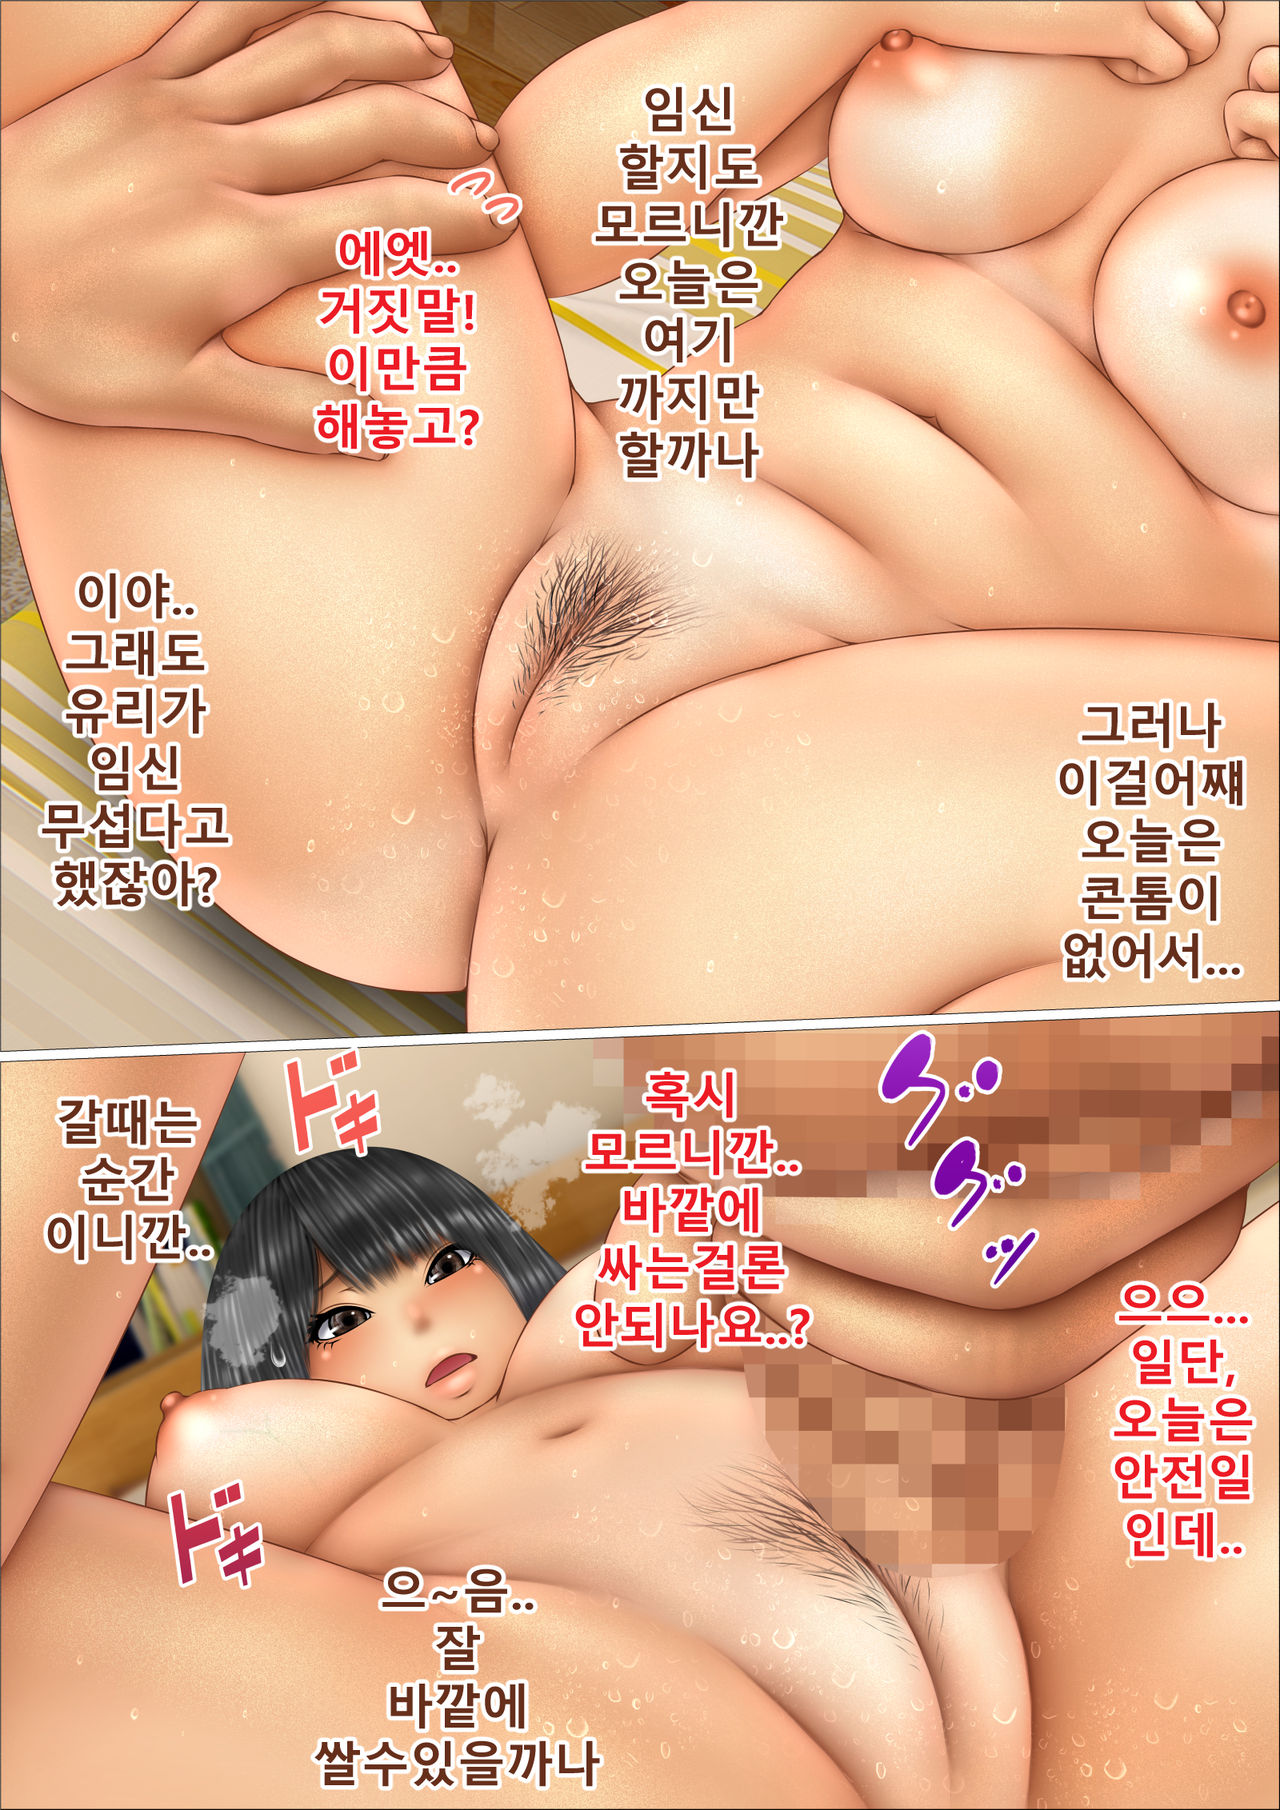 임신
할지도
모르니깐
오늘은
여기
까지만
할까나
에엣..
거짓말!
이만큼
해놓고?
이야..
그래도
유리가
임신
무섭다고
했잖아?
그러나
이걸어쨰
오늘은
콘톰이
없어서...
갈때는
순간
이니깐..
ドキ
혹시
모르니깐..
바깥에
싸는걸론
안되나요..?
グッ
グッ
ッ
으으...
일단,
오늘은
안전일
인데..
ドキ
으~음..
잘
바깥에
쌀수있을까나